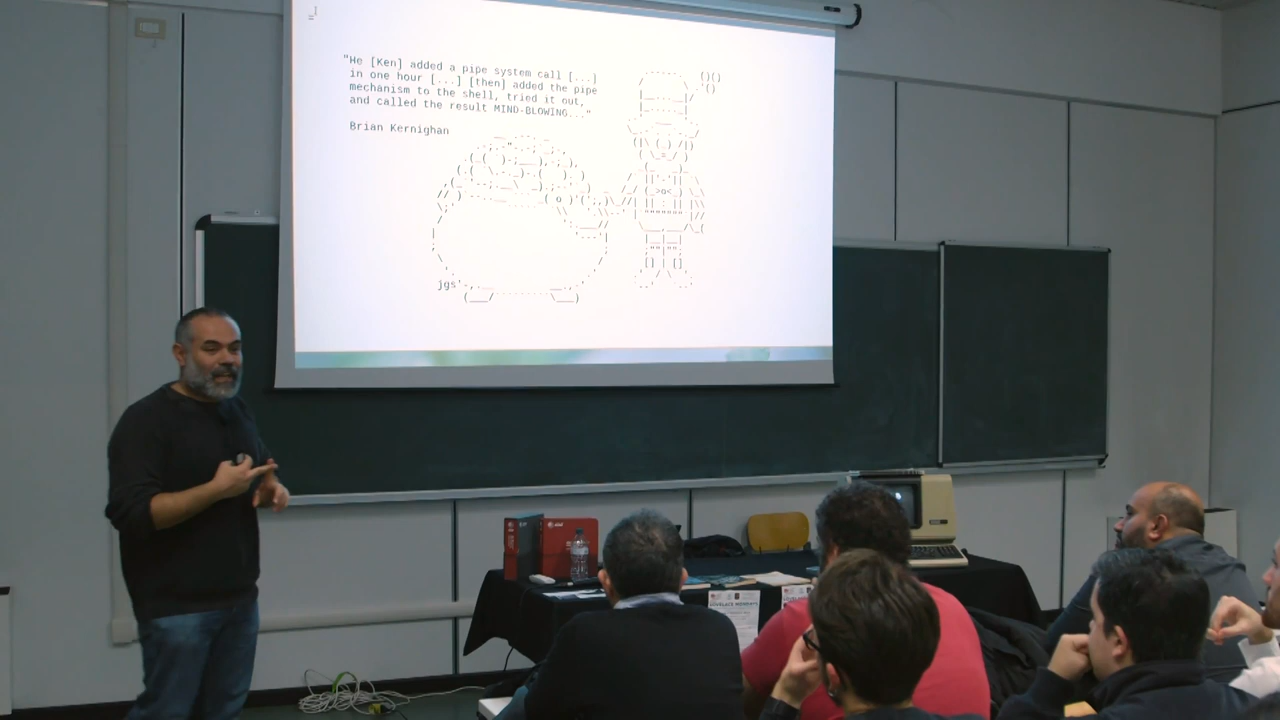 "He [Ken] added a pipe system call [...]
in one hour [...] [then] added the pipe
mechanism to the shell, tried it out,
and called the result MIND-BLOWING..."
Brian Kernighan
jgs